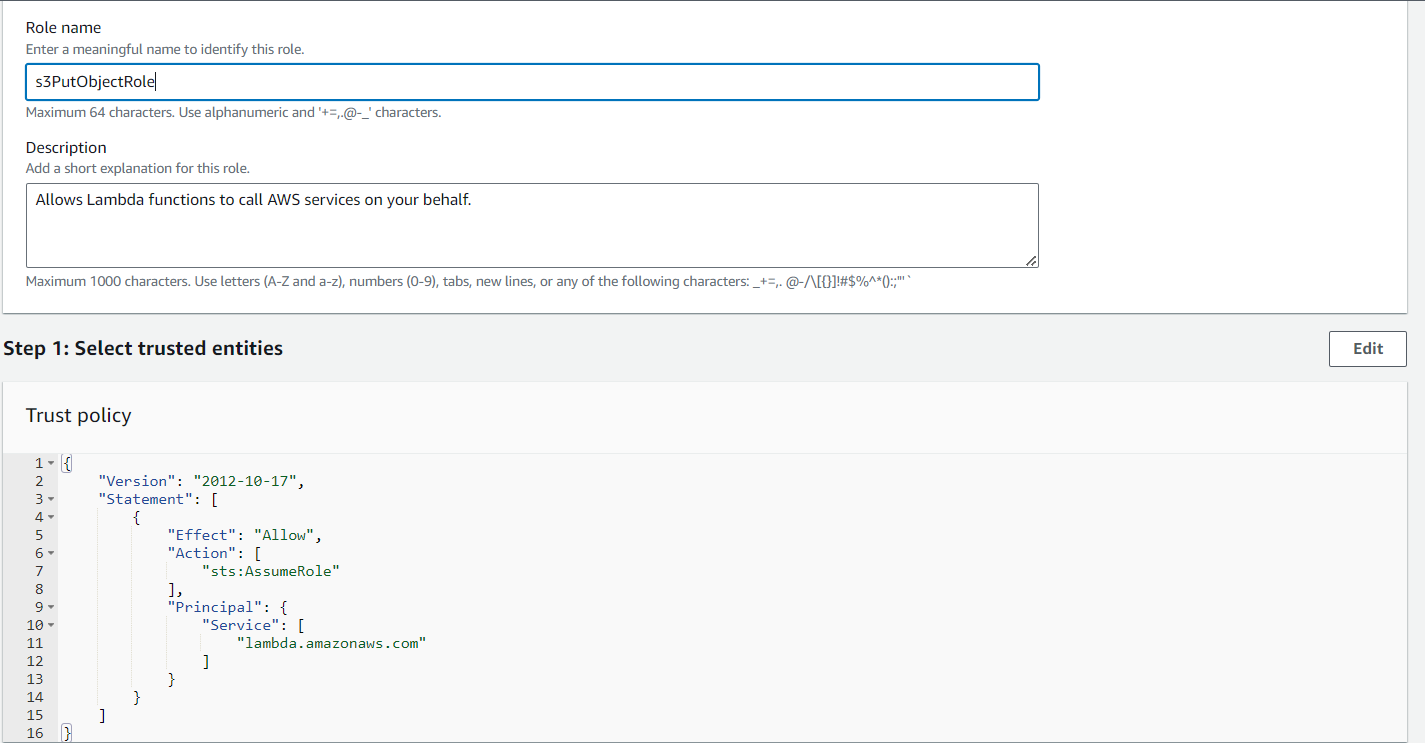 Role name
Enter a meaningful name to identify this role.
s3PutObjectRole
Maximum 64 characters. Use alphanumeric and '+=,.@-_' characters.
Description
Add a short explanation for this role.
Allows Lambda functions to call AWS services on your behalf.
Maximum 1000 characters. Use letters (A-Z and a-z), numbers (0-9), tabs, new lines, or any of the following characters: _+=,. @-/\[{}]!#$%^*();:"'`
Step 1: Select trusted entities
Edit
Trust policy
1 {
2     "Version": "2012-10-17",
3     "Statement": [
4         {
5             "Effect": "Allow",
6             "Action": [
7                 "sts:AssumeRole"
8             ],
9             "Principal": {
10                 "Service": [
11                     "lambda.amazonaws.com"
12                 ]
13             }
14         }
15     ]
16 }